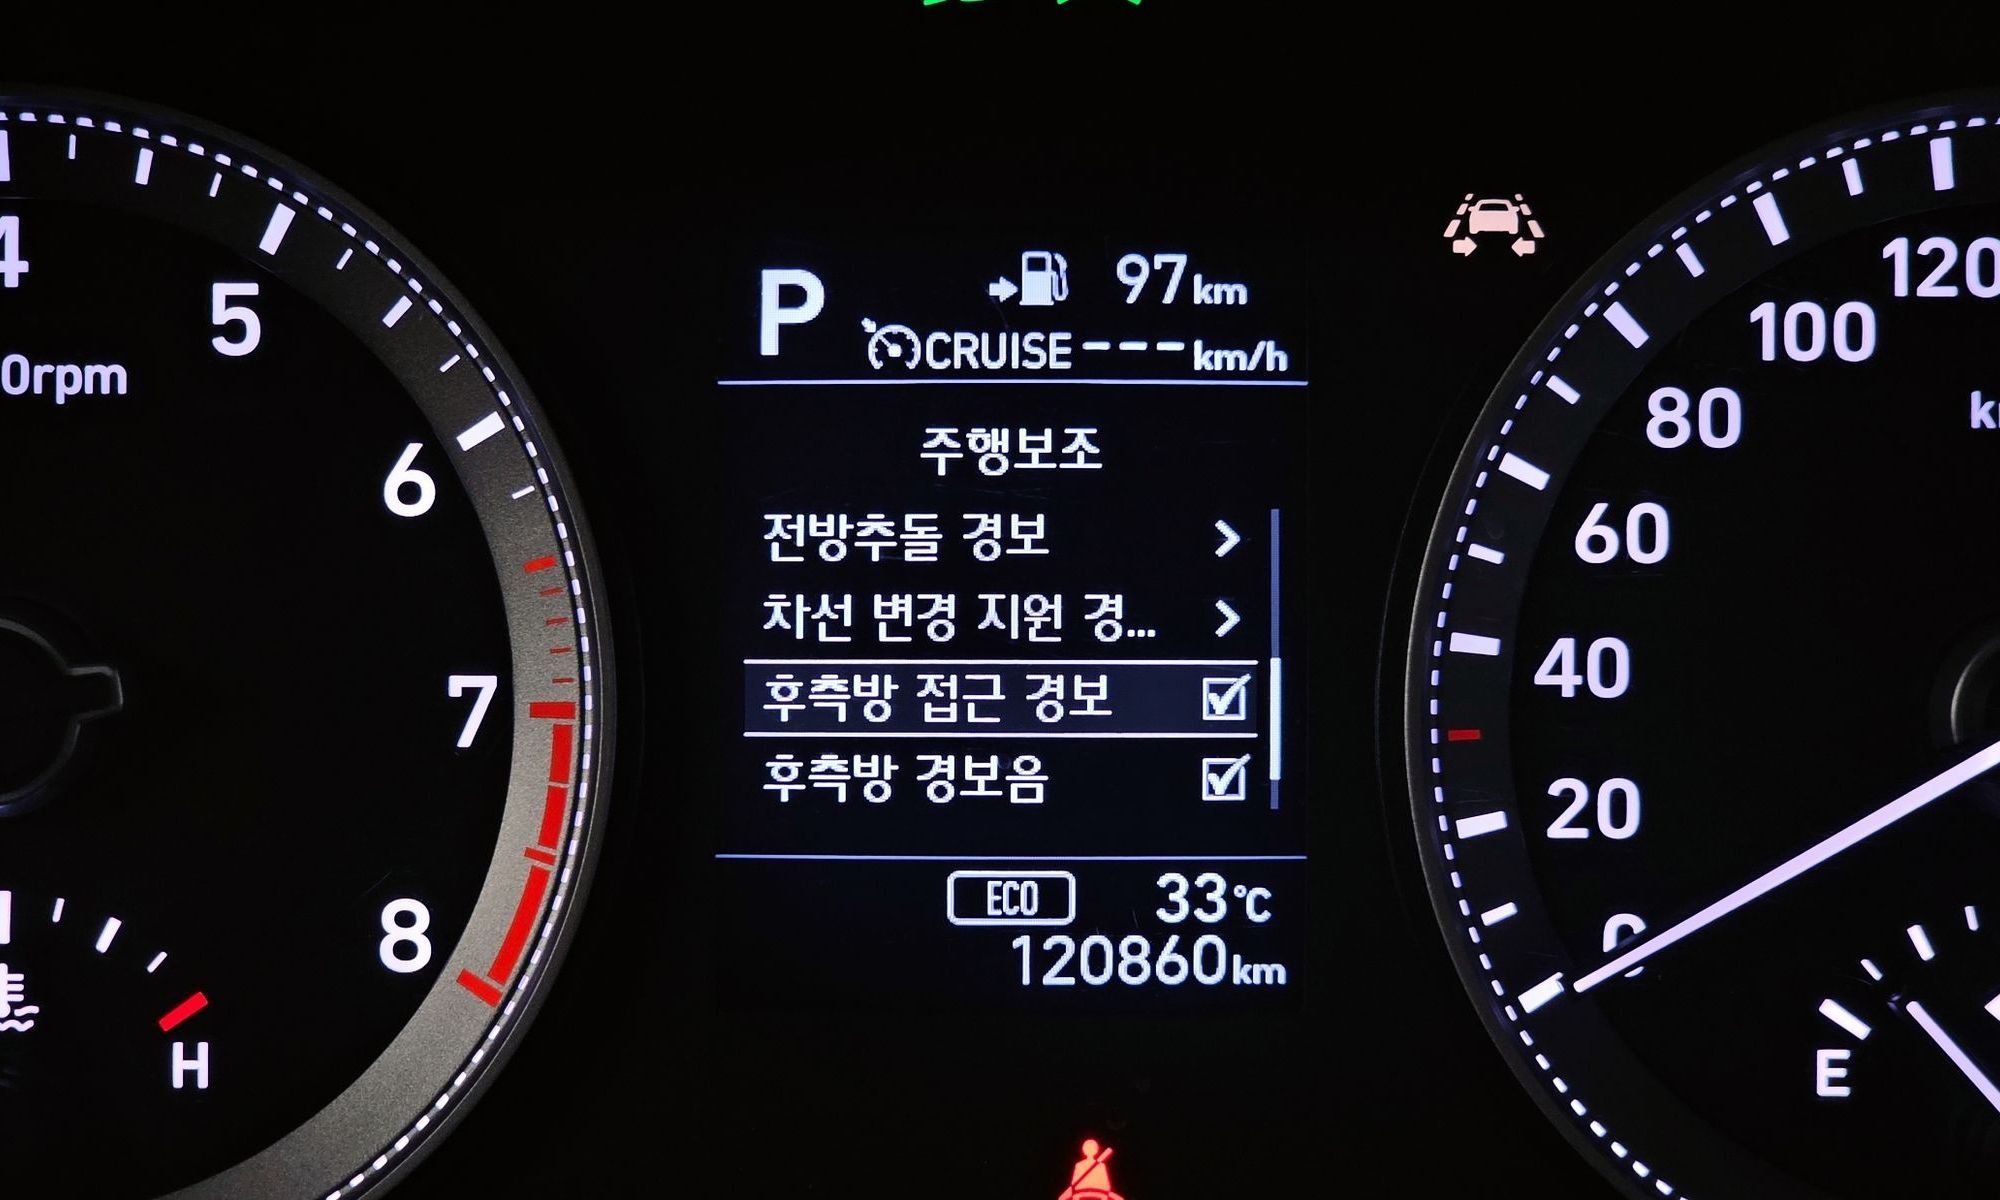 P
97km
CRUISE ---km/h
주행보조
전방추돌 경보
차선 변경 지원 경...
후측방 접근 경보
후측방 경보음
ECO 33℃
120860km
4
5
6
7
8
0rpm
H
120
100
80
60
40
20
0
E